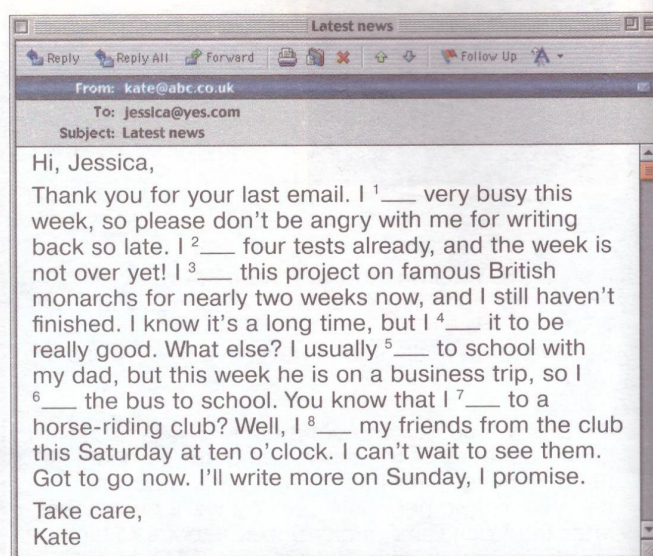 Latest news
Reply Reply All Forward Follow Up A
From: kate@abc.co.uk
To: jessica@yes.com
Subject: Latest news
Hi, Jessica,
Thank you for your last email. I 1___ very busy this
week, so please don't be angry with me for writing
back so late. I 2___ four tests already, and the week is
not over yet! I 3___ this project on famous British
monarchs for nearly two weeks now, and I still haven't
finished. I know it's a long time, but I 4___ it to be
really good. What else? I usually 5___ to school with
my dad, but this week he is on a business trip, so I
6___ the bus to school. You know that I 7___ to a
horse-riding club? Well, I 8___ my friends from the club
this Saturday at ten o'clock. I can't wait to see them.
Got to go now. I'll write more on Sunday, I promise.
Take care,
Kate